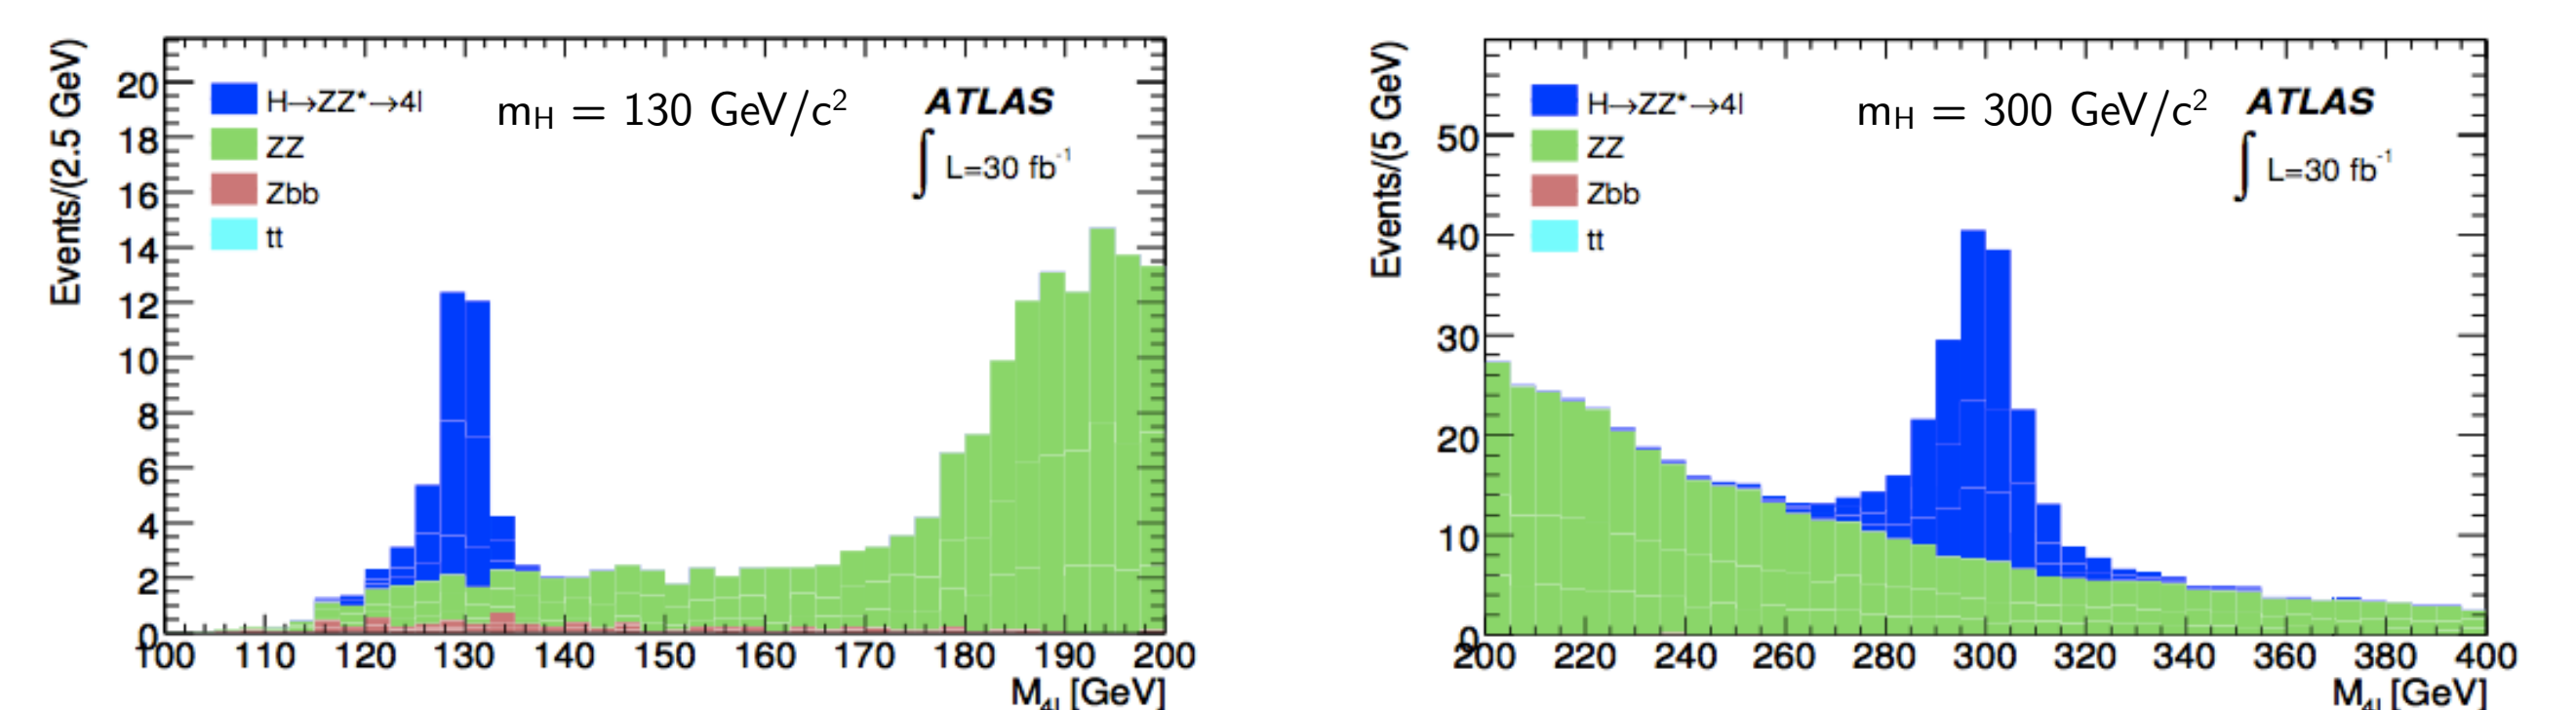 Events/(2.5 GeV)
20
18
16
14
12
10
8
6
4
2
0
H→ZZ*→4l
ZZ
Zbb
tt
mH = 130 GeV/c²
ATLAS
∫ L=30 fb⁻¹
100 110 120 130 140 150 160 170 180 190 200
M4l [GeV]
Events/(5 GeV)
50
40
30
20
10
0
H→ZZ*→4l
ZZ
Zbb
tt
mH = 300 GeV/c²
ATLAS
∫ L=30 fb⁻¹
200 220 240 260 280 300 320 340 360 380 400
M4l [GeV]